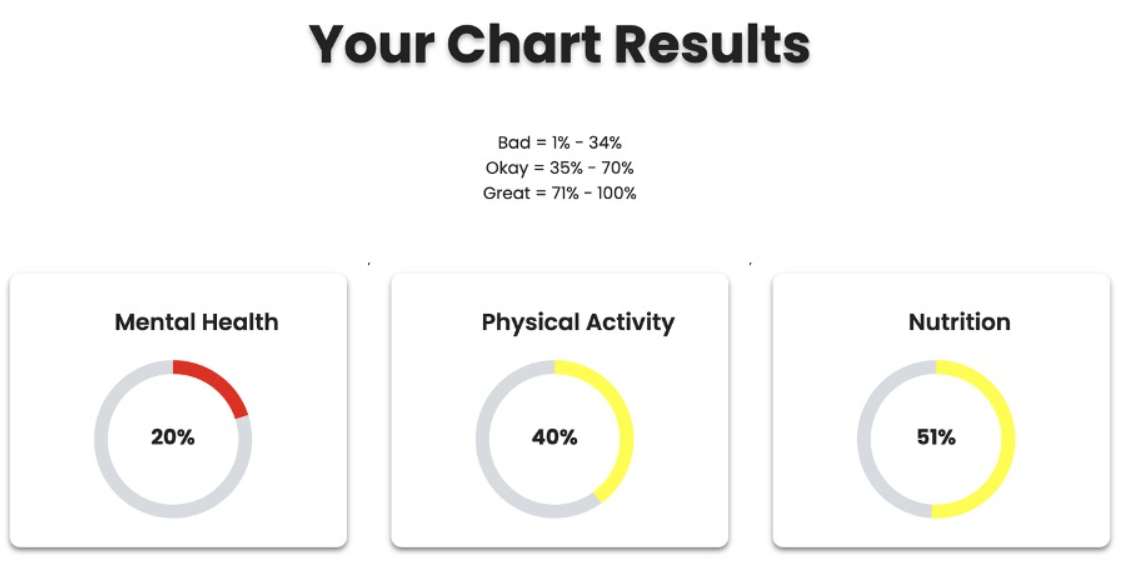 Your Chart Results
Bad = 1% - 34%
Okay = 35% - 70%
Great = 71% - 100%
, ,
Mental Health Physical Activity Nutrition
20% 40% 51%